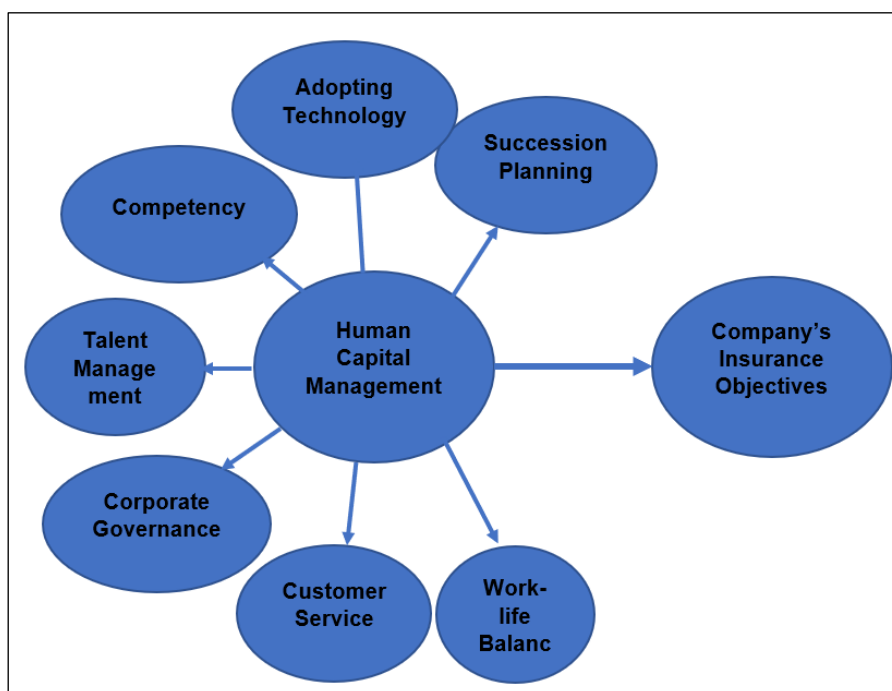 Adopting
Technology
Succession
Planning
Competency
Human
Capital
Management
Company’s
Insurance
Objectives
Talent
Manage
ment
Corporate
Governance
Customer
Service
Work-
life
Balanc